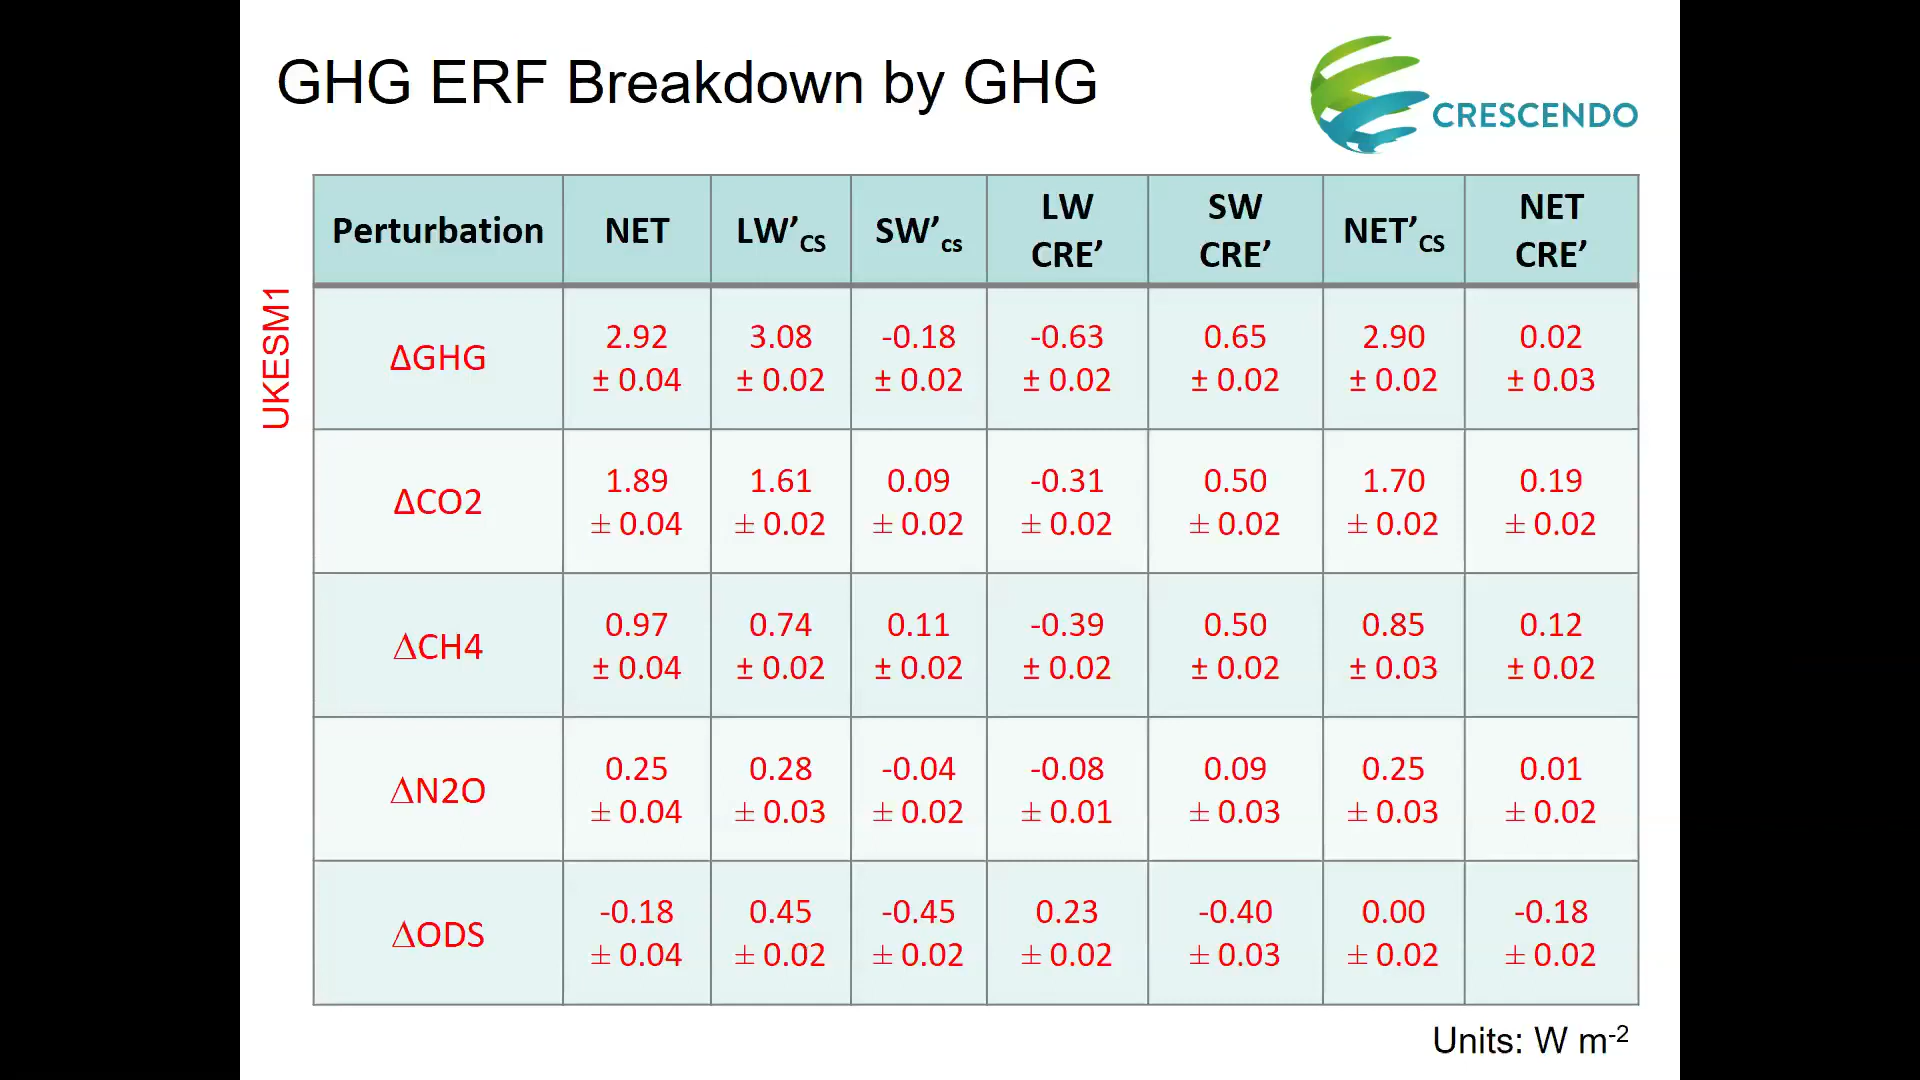 GHG ERF Breakdown by GHG
CRESCENDO
Perturbation NET LW’CS SW’cs LW CRE’ SW CRE’ NET’CS NET CRE’
UKESM1
ΔGHG 2.92 ± 0.04 3.08 ± 0.02 -0.18 ± 0.02 -0.63 ± 0.02 0.65 ± 0.02 2.90 ± 0.02 0.02 ± 0.03
ΔCO2 1.89 ± 0.04 1.61 ± 0.02 0.09 ± 0.02 -0.31 ± 0.02 0.50 ± 0.02 1.70 ± 0.02 0.19 ± 0.02
ΔCH4 0.97 ± 0.04 0.74 ± 0.02 0.11 ± 0.02 -0.39 ± 0.02 0.50 ± 0.02 0.85 ± 0.03 0.12 ± 0.02
ΔN2O 0.25 ± 0.04 0.28 ± 0.03 -0.04 ± 0.02 -0.08 ± 0.01 0.09 ± 0.03 0.25 ± 0.03 0.01 ± 0.02
ΔODS -0.18 ± 0.04 0.45 ± 0.02 -0.45 ± 0.02 0.23 ± 0.02 -0.40 ± 0.03 0.00 ± 0.02 -0.18 ± 0.02
Units: W m-2